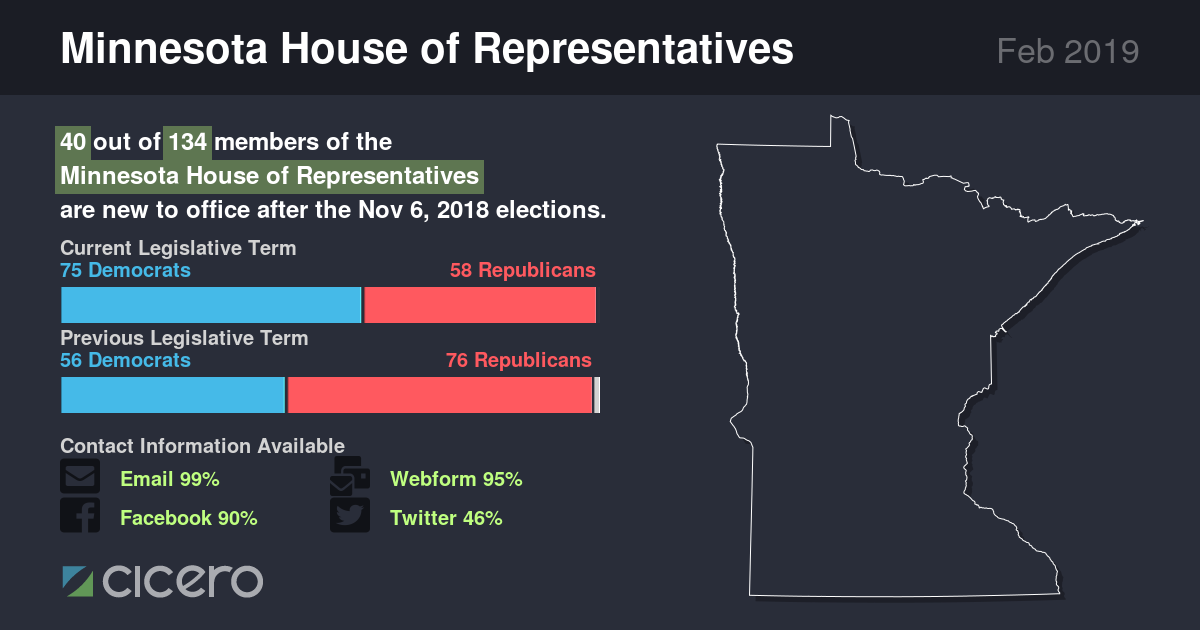 Minnesota House of Representatives
Feb 2019
40 out of 134 members of the
Minnesota House of Representatives
are new to office after the Nov 6, 2018 elections.
Current Legislative Term
75 Democrats
58 Republicans
Previous Legislative Term
56 Democrats
76 Republicans
Contact Information Available
Email 99%
Webform 95%
Facebook 90%
Twitter 46%
cicero